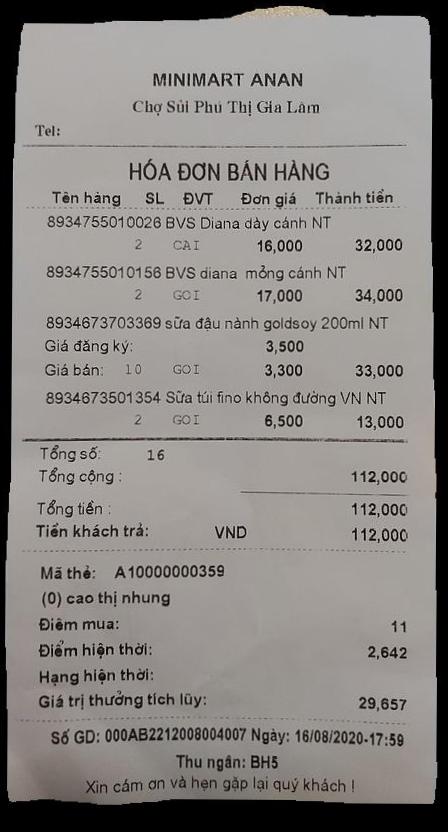 MINIMART ANAN
Chợ Sủi Phú Thị Gia Lâm
Tel:
HÓA ĐƠN BÁN HÀNG
Tên hàng SL ĐVT Đơn giá Thành tiền
8934755010026 BVS Diana dày cánh NT
2 CAI 16,000 32,000
8934755010156 BVS diana mỏng cánh NT
2 GOI 17,000 34,000
8934673703369 sữa đậu nành goldsoy 200ml NT
Giá đăng ký: 3,500
Giá bán: 10 GOI 3,300 33,000
8934673501354 Sữa túi fino không đường VN NT
2 GOI 6,500 13,000
Tổng số: 16
Tổng cộng : 112,000
Tổng tiền : 112,000
Tiền khách trả: VND 112,000
Mã thẻ: A10000000359
(0) cao thị nhung
Điểm mua: 11
Điểm hiện thời: 2,642
Hạng hiện thời:
Giá trị thưởng tích lũy: 29,657
Số GD: 000AB2212008004007 Ngày: 16/08/2020-17:59
Thu ngân: BH5
Xin cám ơn và hẹn gặp lại quý khách !